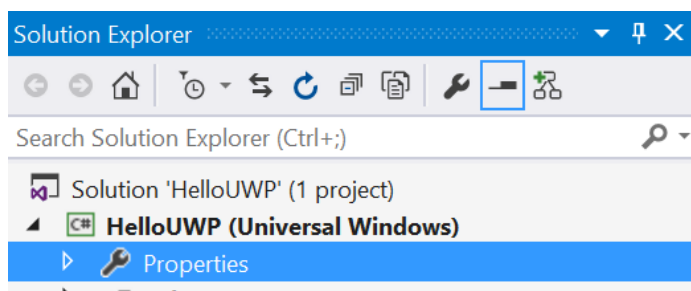 Solution Explorer
Search Solution Explorer (Ctrl+;)
Solution 'HelloUWP' (1 project)
C# HelloUWP (Universal Windows)
Properties